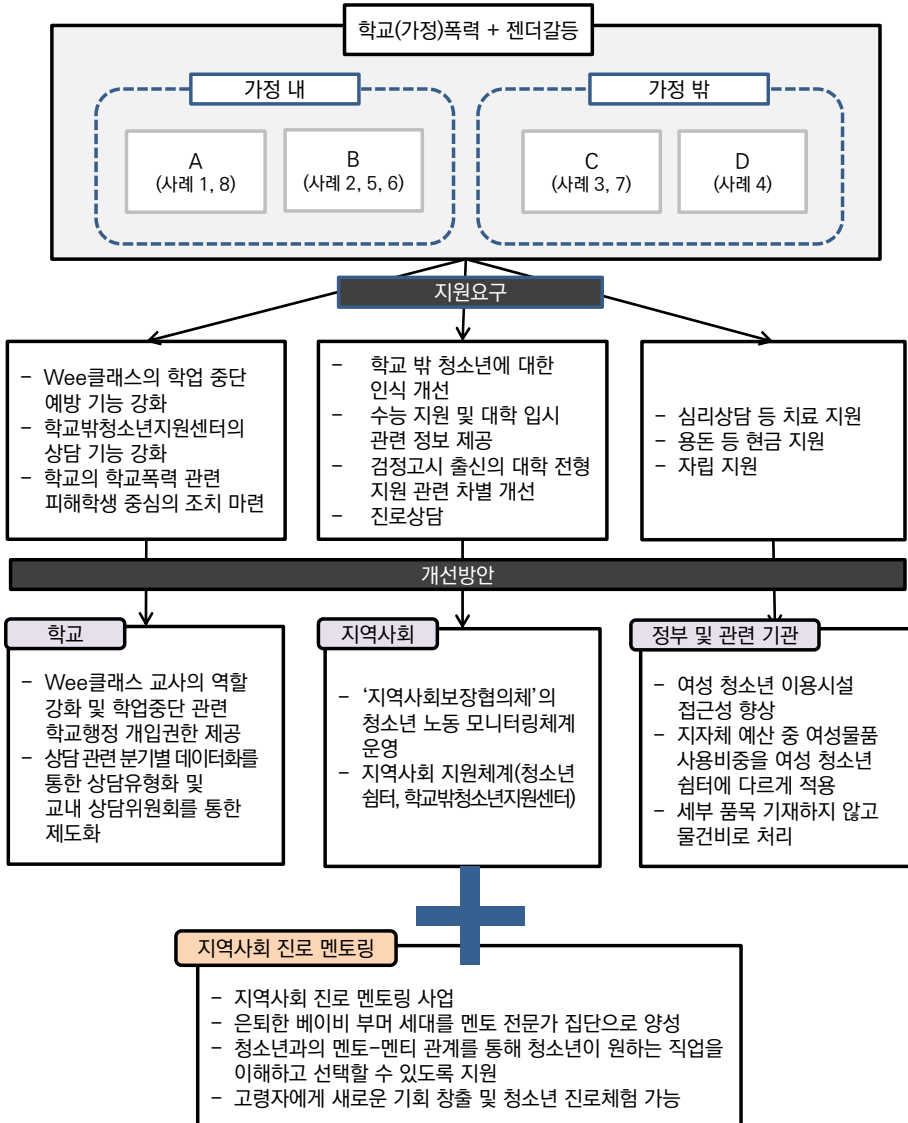 학교(가정)폭력 + 젠더갈등
가정 내
가정 밖
A
(사례 1, 8)
B
(사례 2, 5, 6)
C
(사례 3, 7)
D
(사례 4)
지원요구
- Wee클래스의 학업 중단
예방 기능 강화
- 학교밖청소년지원센터의
상담 기능 강화
- 학교의 학교폭력 관련
피해학생 중심의 조치 마련
- 학교 밖 청소년에 대한
인식 개선
- 수능 지원 및 대학 입시
관련 정보 제공
- 검정고시 출신의 대학 전형
지원 관련 차별 개선
- 진로상담
- 심리상담 등 치료 지원
- 용돈 등 현금 지원
- 자립 지원
개선방안
학교
- Wee클래스 교사의 역할
강화 및 학업중단 관련
학교행정 개입권한 제공
- 상담 관련 분기별 데이터화를
통한 상담유형화 및
교내 상담위원회를 통한
제도화
지역사회
- ‘지역사회보장협의체’의
청소년 노동 모니터링체계
운영
- 지역사회 지원체계(청소년
쉼터, 학교밖청소년지원센터)
정부 및 관련 기관
- 여성 청소년 이용시설
접근성 향상
- 지자체 예산 중 여성물품
사용비중을 여성 청소년
쉼터에 다르게 적용
- 세부 품목 기재하지 않고
물건비로 처리
지역사회 진로 멘토링
- 지역사회 진로 멘토링 사업
- 은퇴한 베이비 부머 세대를 멘토 전문가 집단으로 양성
- 청소년과의 멘토-멘티 관계를 통해 청소년이 원하는 직업을
이해하고 선택할 수 있도록 지원
- 고령자에게 새로운 기회 창출 및 청소년 진로체험 가능